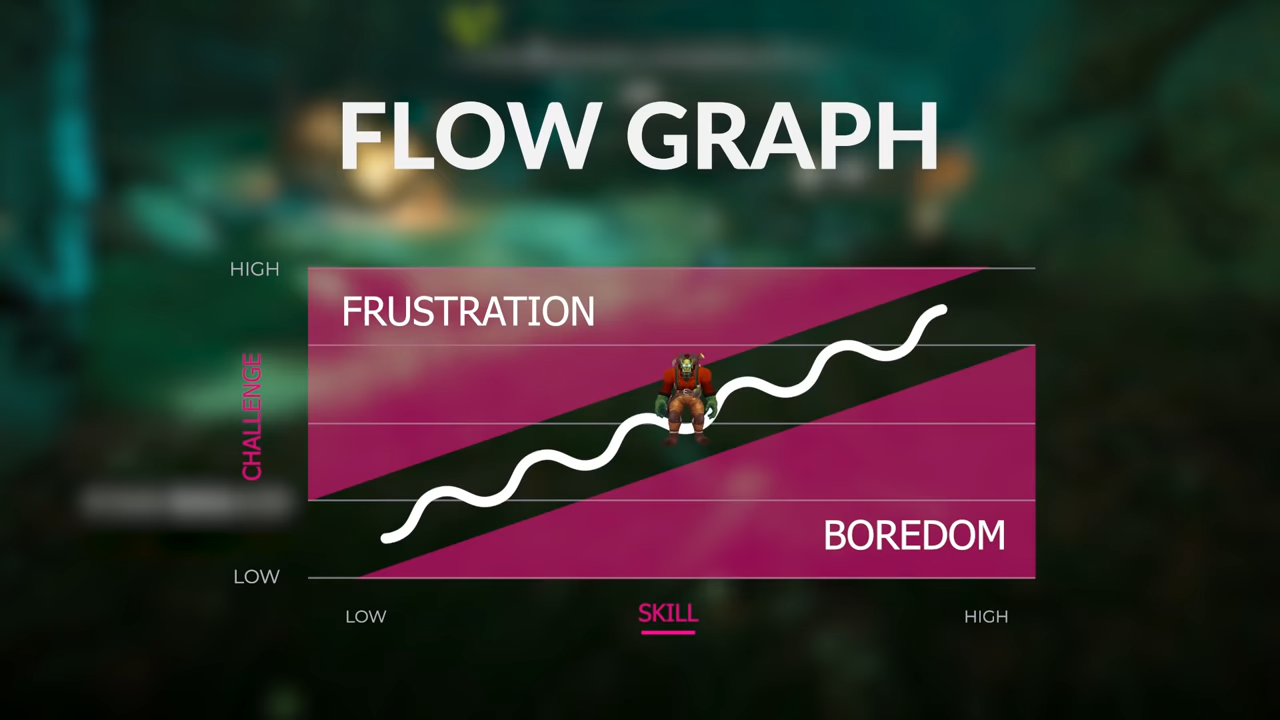 FLOW GRAPH
HIGH
FRUSTRATION
CHALLENGE
BOREDOM
LOW
LOW
SKILL
HIGH